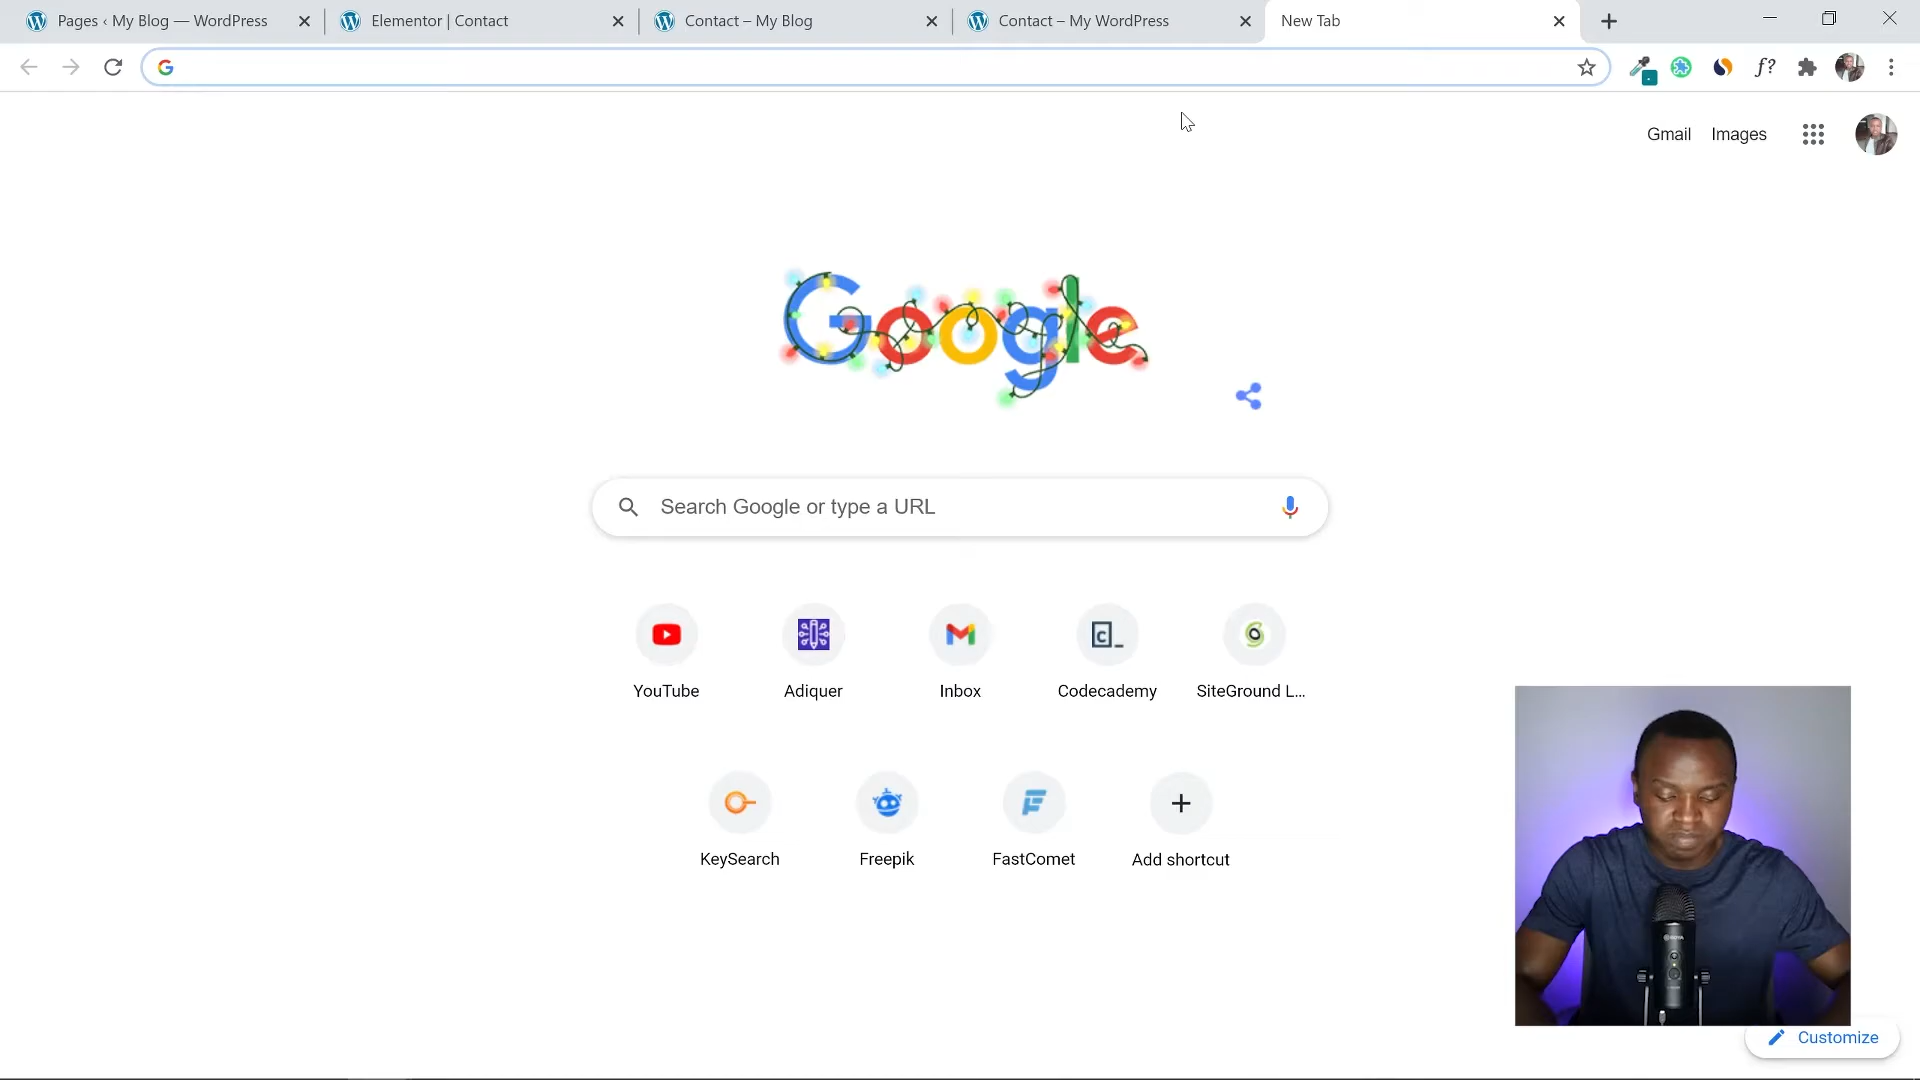 Pages ‹ My Blog — WordPress
Elementor | Contact
Contact – My Blog
Contact – My WordPress
New Tab
f?
Gmail
Images
Google
Search Google or type a URL
YouTube
Adiquer
Inbox
Codecademy
SiteGround L...
KeySearch
Freepik
FastComet
Add shortcut
Customize